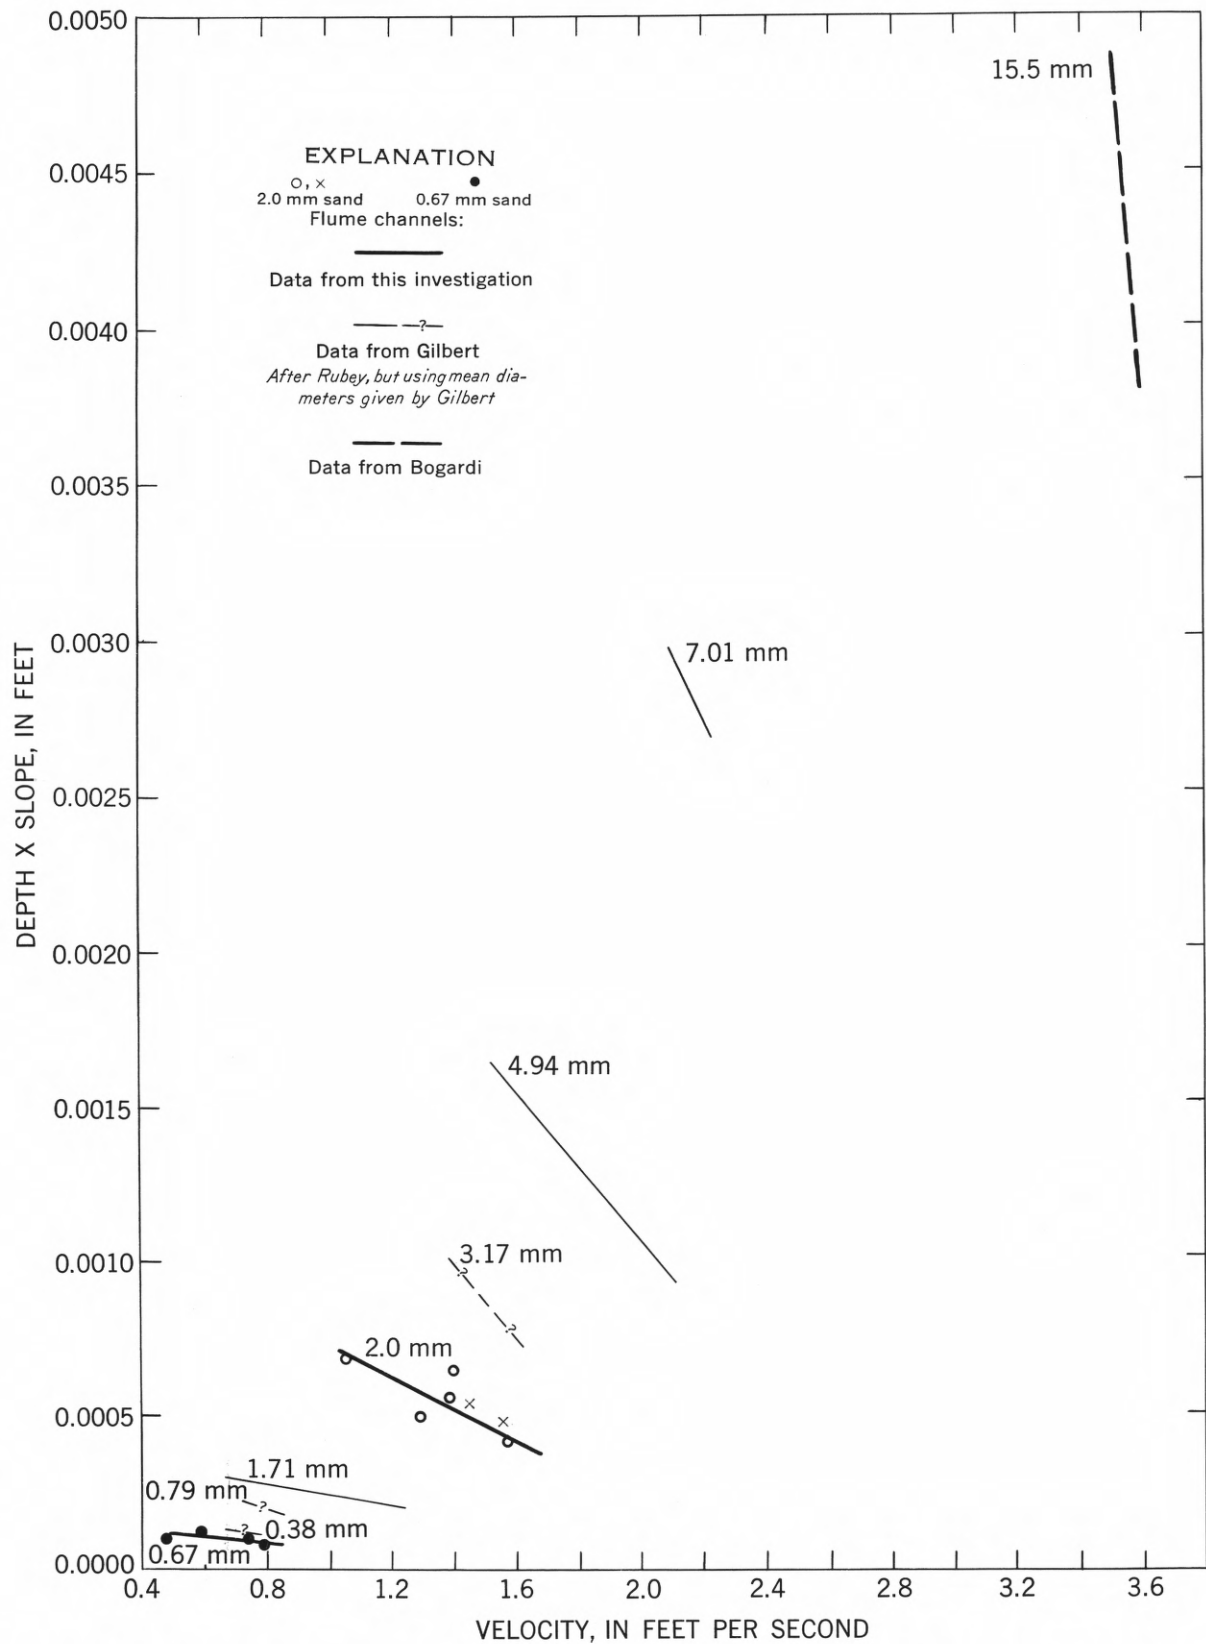 0.0050
15.5 mm
EXPLANATION
○, × ●
2.0 mm sand 0.67 mm sand
Flume channels:
Data from this investigation
?
Data from Gilbert
After Rubey, but using mean dia-
meters given by Gilbert
Data from Bogardi
0.0045
0.0040
0.0035
0.0030
7.01 mm
DEPTH X SLOPE, IN FEET
0.0025
0.0020
4.94 mm
0.0015
0.0010
3.17 mm
?
?
2.0 mm
0.0005
1.71 mm
0.79 mm
?
?
0.38 mm
0.67 mm
0.0000
0.4 0.8 1.2 1.6 2.0 2.4 2.8 3.2 3.6
VELOCITY, IN FEET PER SECOND